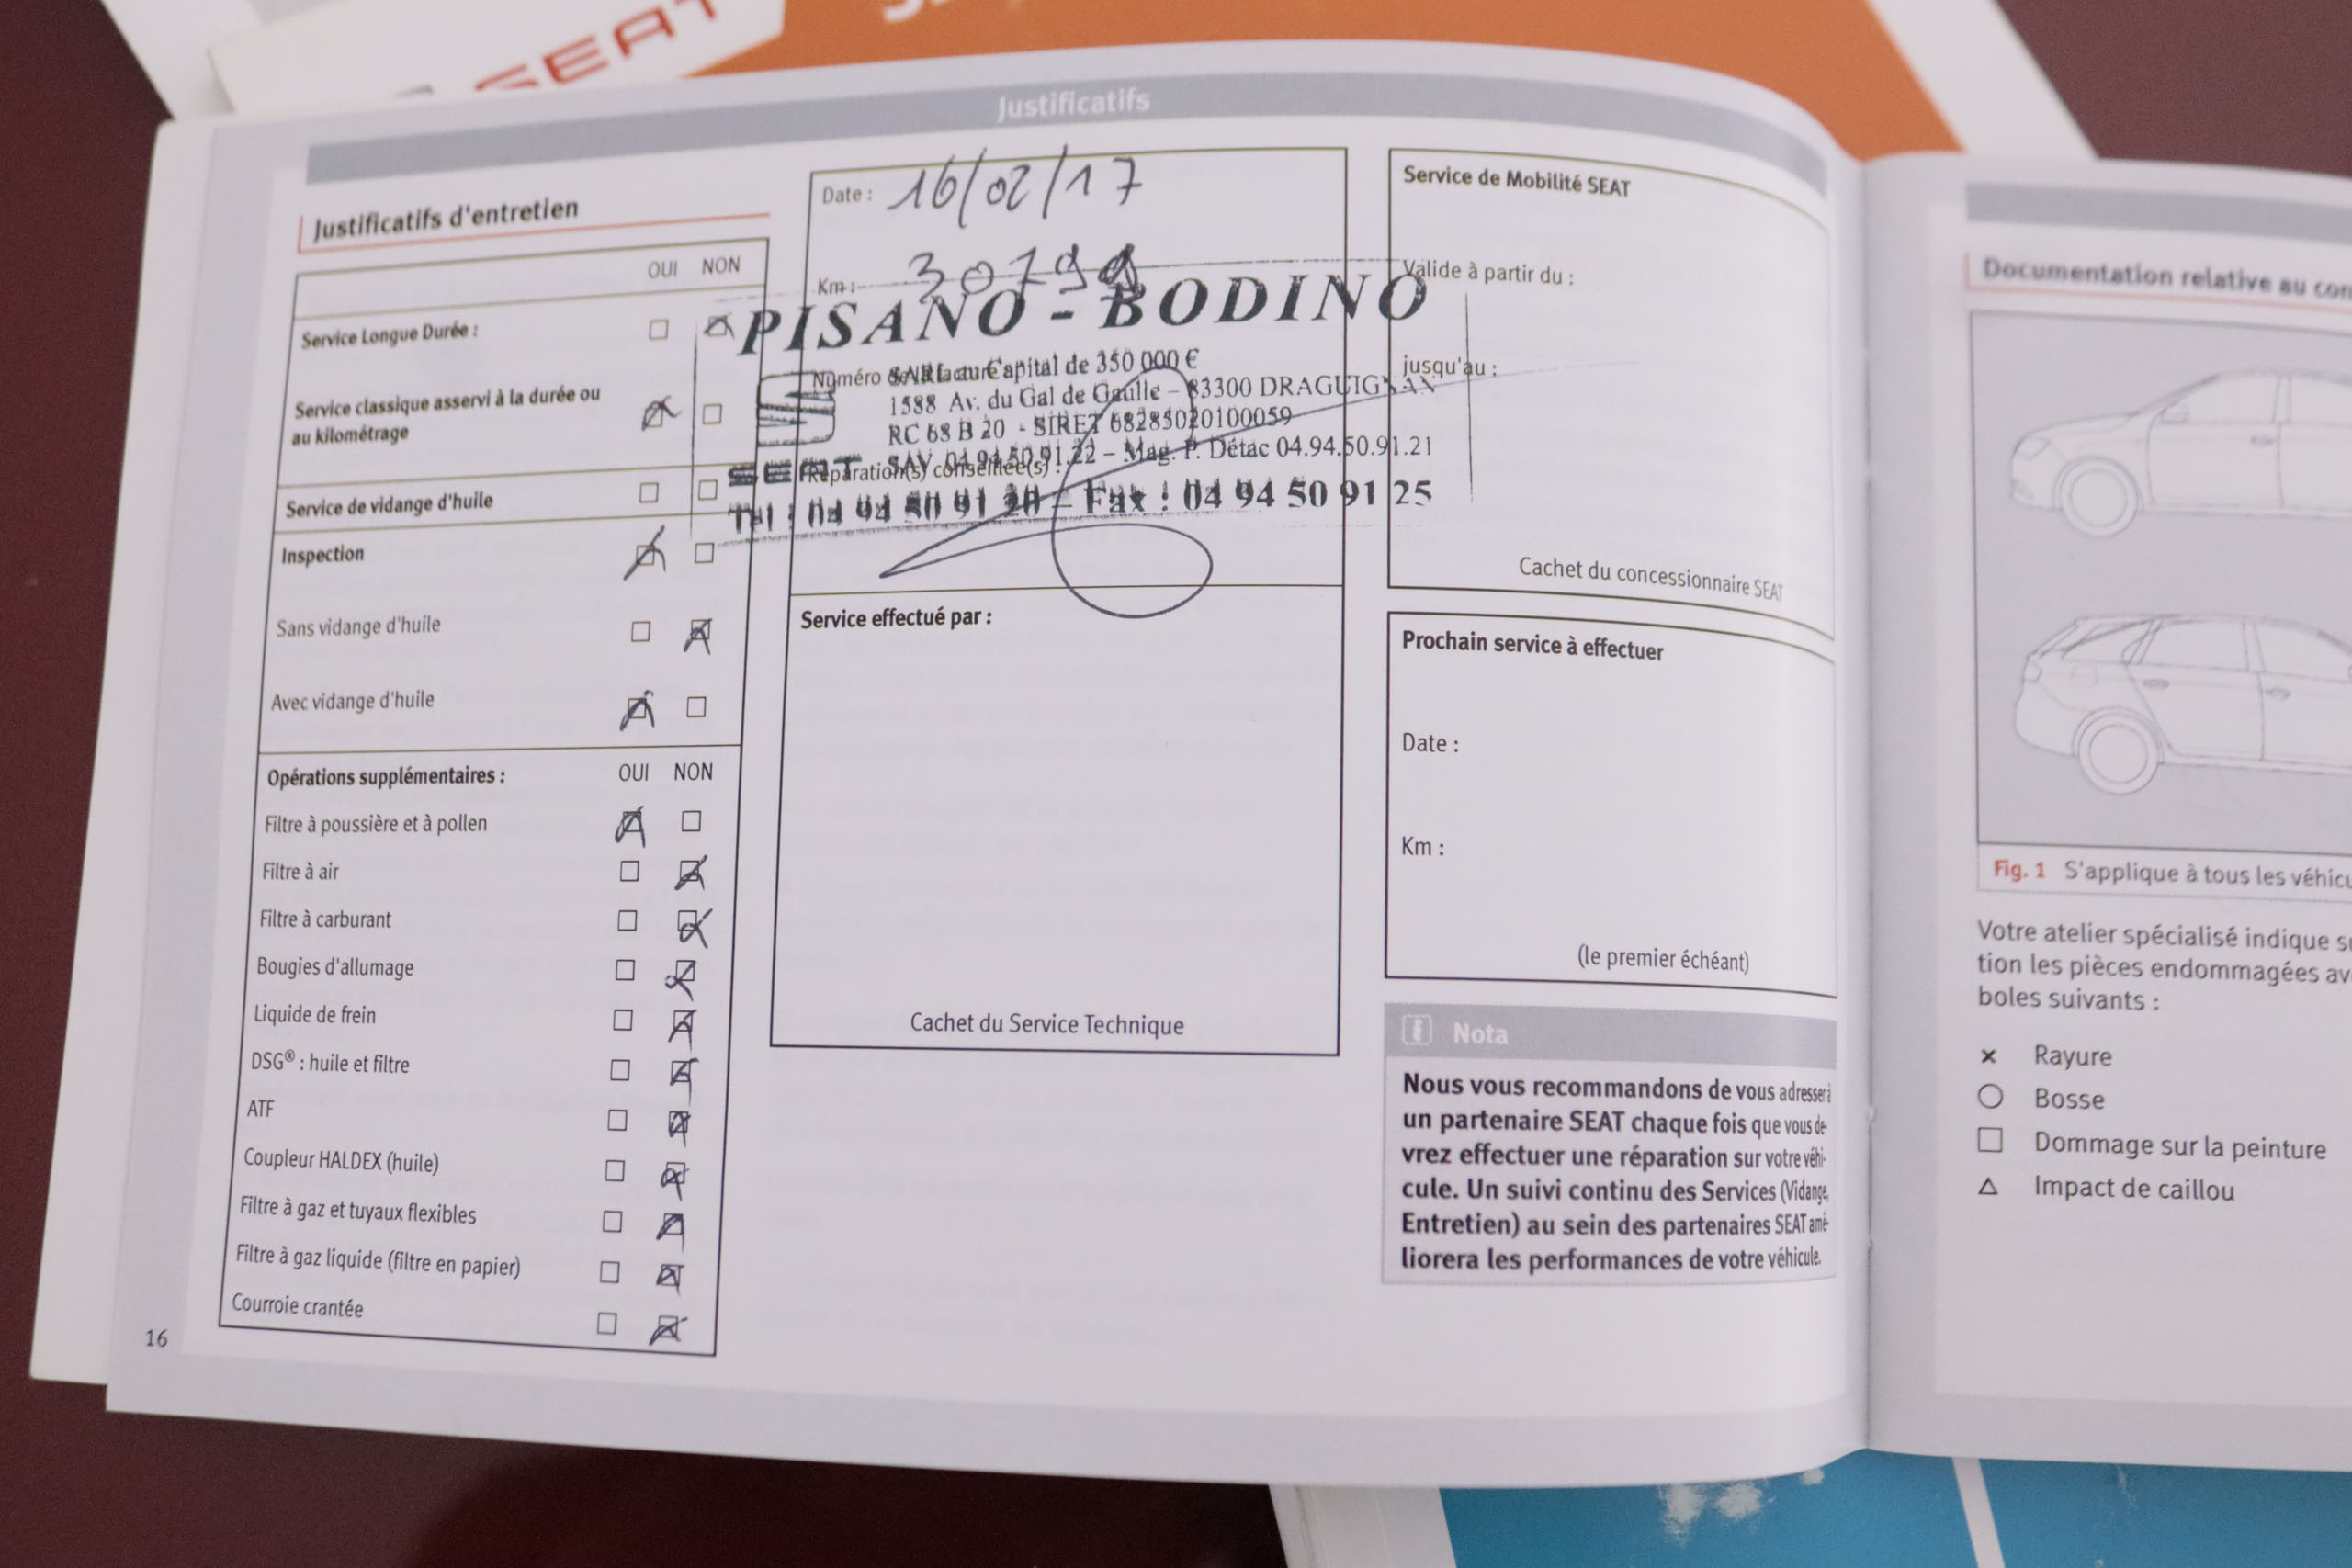 SEAT
Justificatifs
Justificatifs d'entretien
OUI NON
Service Longue Durée :
Service classique asservi à la durée ou
au kilométrage
Service de vidange d'huile
Inspection
Sans vidange d'huile
Avec vidange d'huile
Opérations supplémentaires : OUI NON
Filtre à poussière et à pollen
Filtre à air
Filtre à carburant
Bougies d'allumage
Liquide de frein
DSG® : huile et filtre
ATF
Coupleur HALDEX (huile)
Filtre à gaz et tuyaux flexibles
Filtre à gaz liquide (filtre en papier)
Courroie crantée
16
Date : 16/02/17
Km :
PISANO - BODINO
Numéro de la facture
SARL au Capital de 350 000 €
1588 Av. du Gal de Gaulle – 83300 DRAGUIGNAN
RC 68 B 20 - SIRET 68285020100059
SAV 04.94.50.91.22 – Mag. P. Détac 04.94.50.91.21
SEAT
Réparation(s) conseillée(s) :
Tél : 04 94 50 91 20 – Fax : 04 94 50 91 25
Service effectué par :
Cachet du Service Technique
Service de Mobilité SEAT
Valide à partir du :
jusqu'au :
Cachet du concessionnaire SEAT
Prochain service à effectuer
Date :
Km :
(le premier échéant)
i Nota
Nous vous recommandons de vous adresser à
un partenaire SEAT chaque fois que vous de-
vrez effectuer une réparation sur votre véhi-
cule. Un suivi continu des Services (Vidange,
Entretien) au sein des partenaires SEAT amé-
liorera les performances de votre véhicule.
Documentation relative au con
Fig. 1 S'applique à tous les véhicu
Votre atelier spécialisé indique su
tion les pièces endommagées av
boles suivants :
Rayure
Bosse
Dommage sur la peinture
Impact de caillou